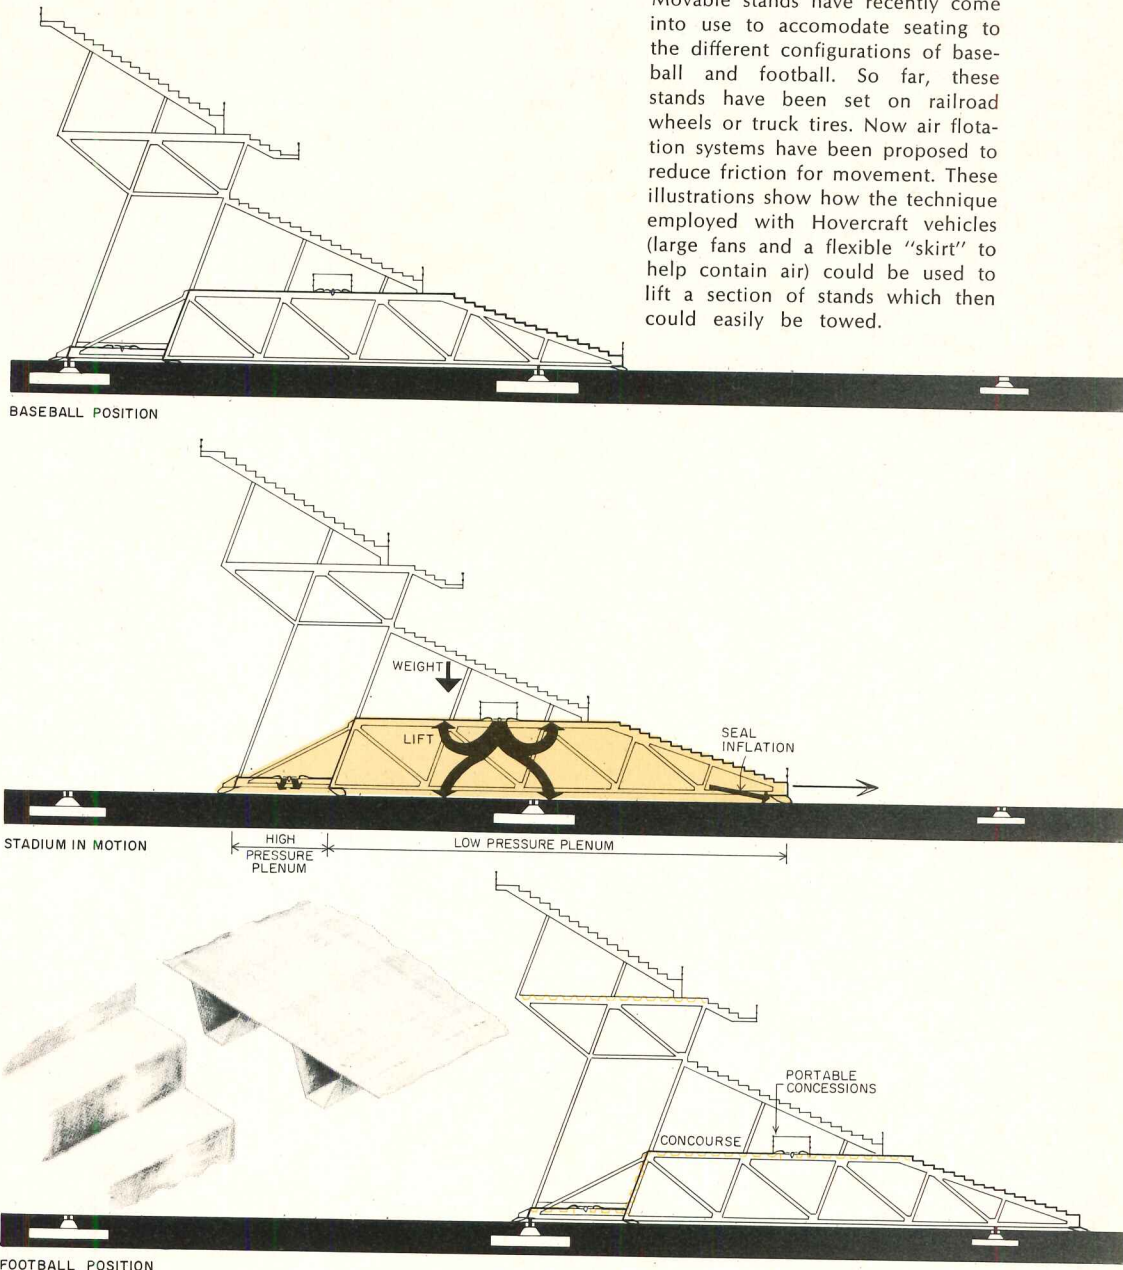 Movable stands have recently come
into use to accomodate seating to
the different configurations of base-
ball and football. So far, these
stands have been set on railroad
wheels or truck tires. Now air flota-
tion systems have been proposed to
reduce friction for movement. These
illustrations show how the technique
employed with Hovercraft vehicles
(large fans and a flexible "skirt" to
help contain air) could be used to
lift a section of stands which then
could easily be towed.
BASEBALL POSITION
WEIGHT
LIFT
SEAL
INFLATION
STADIUM IN MOTION
HIGH
PRESSURE
PLENUM
LOW PRESSURE PLENUM
PORTABLE
CONCESSIONS
CONCOURSE
FOOTBALL POSITION